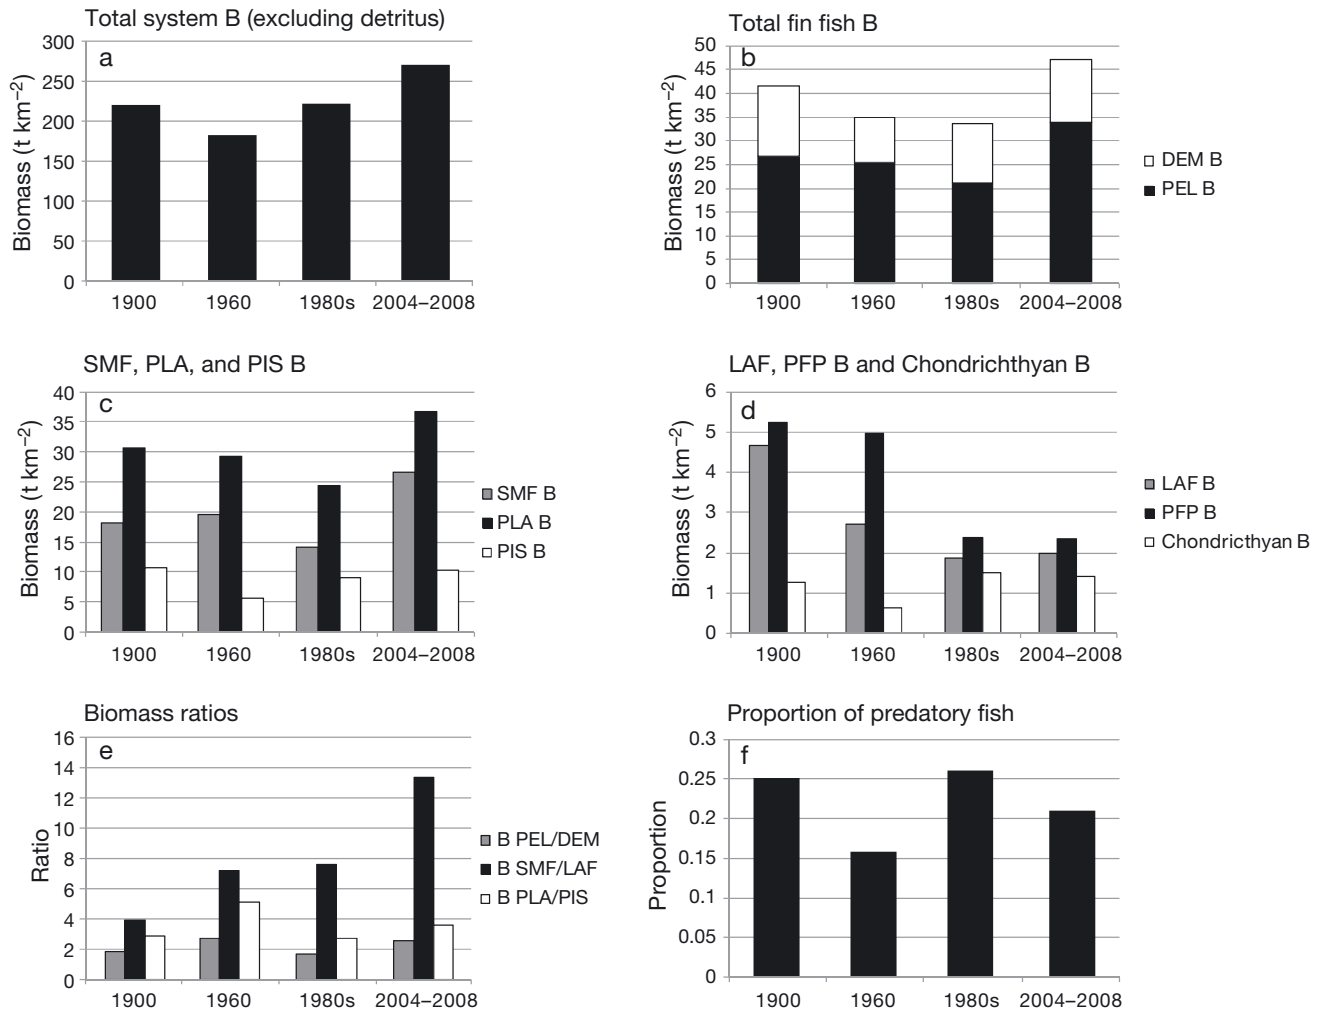 Total system B (excluding detritus)
a
Biomass (t km−2)
300
250
200
150
100
50
0
1900 1960 1980s 2004–2008
Total fin fish B
b
Biomass (t km−2)
50
45
40
35
30
25
20
15
10
5
0
1900 1960 1980s 2004–2008
DEM B
PEL B
SMF, PLA, and PIS B
c
Biomass (t km−2)
40
35
30
25
20
15
10
5
0
1900 1960 1980s 2004–2008
SMF B
PLA B
PIS B
LAF, PFP B and Chondrichthyan B
d
Biomass (t km−2)
6
5
4
3
2
1
0
1900 1960 1980s 2004–2008
LAF B
PFP B
Chondricthyan B
Biomass ratios
e
Ratio
16
14
12
10
8
6
4
2
0
1900 1960 1980s 2004–2008
B PEL/DEM
B SMF/LAF
B PLA/PIS
Proportion of predatory fish
f
Proportion
0.3
0.25
0.2
0.15
0.1
0.05
0
1900 1960 1980s 2004–2008